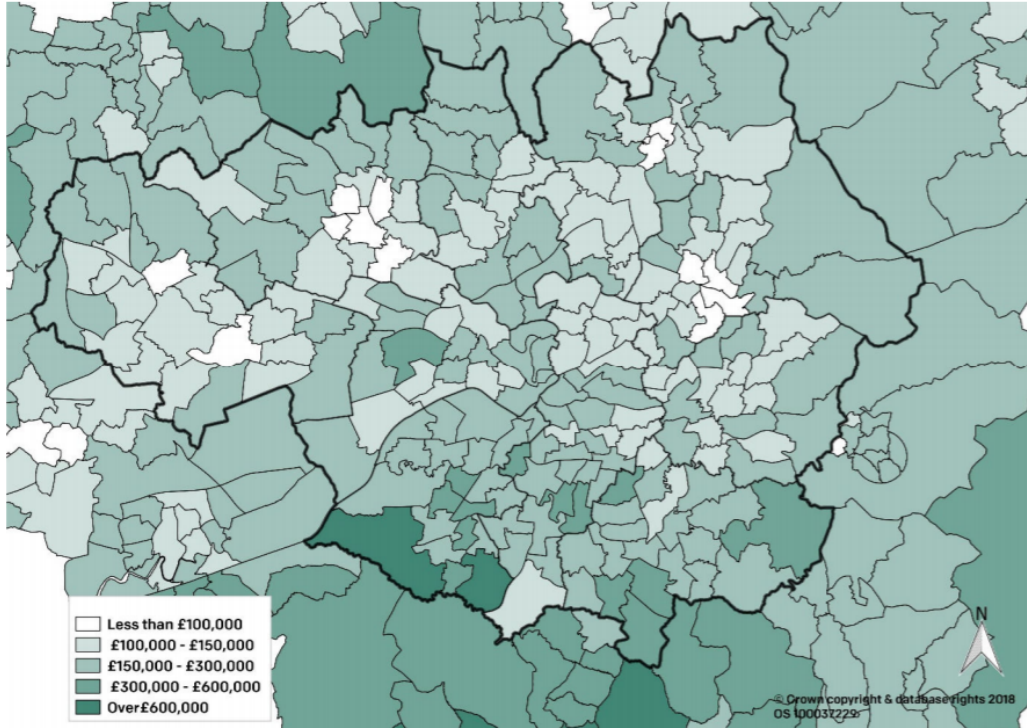 Less than £100,000
£100,000 - £150,000
£150,000 - £300,000
£300,000 - £600,000
Over£600,000
N
© Crown copyright & database rights 2018
OS 100037229